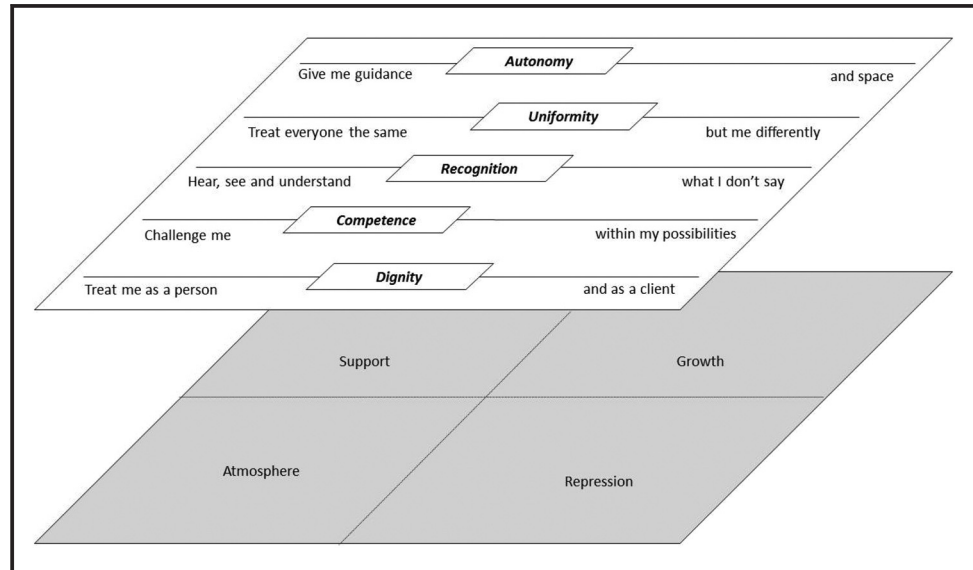 Autonomy
Give me guidance and space
Uniformity
Treat everyone the same but me differently
Recognition
Hear, see and understand what I don't say
Competence
Challenge me within my possibilities
Dignity
Treat me as a person and as a client
Support Growth
Atmosphere
Repression